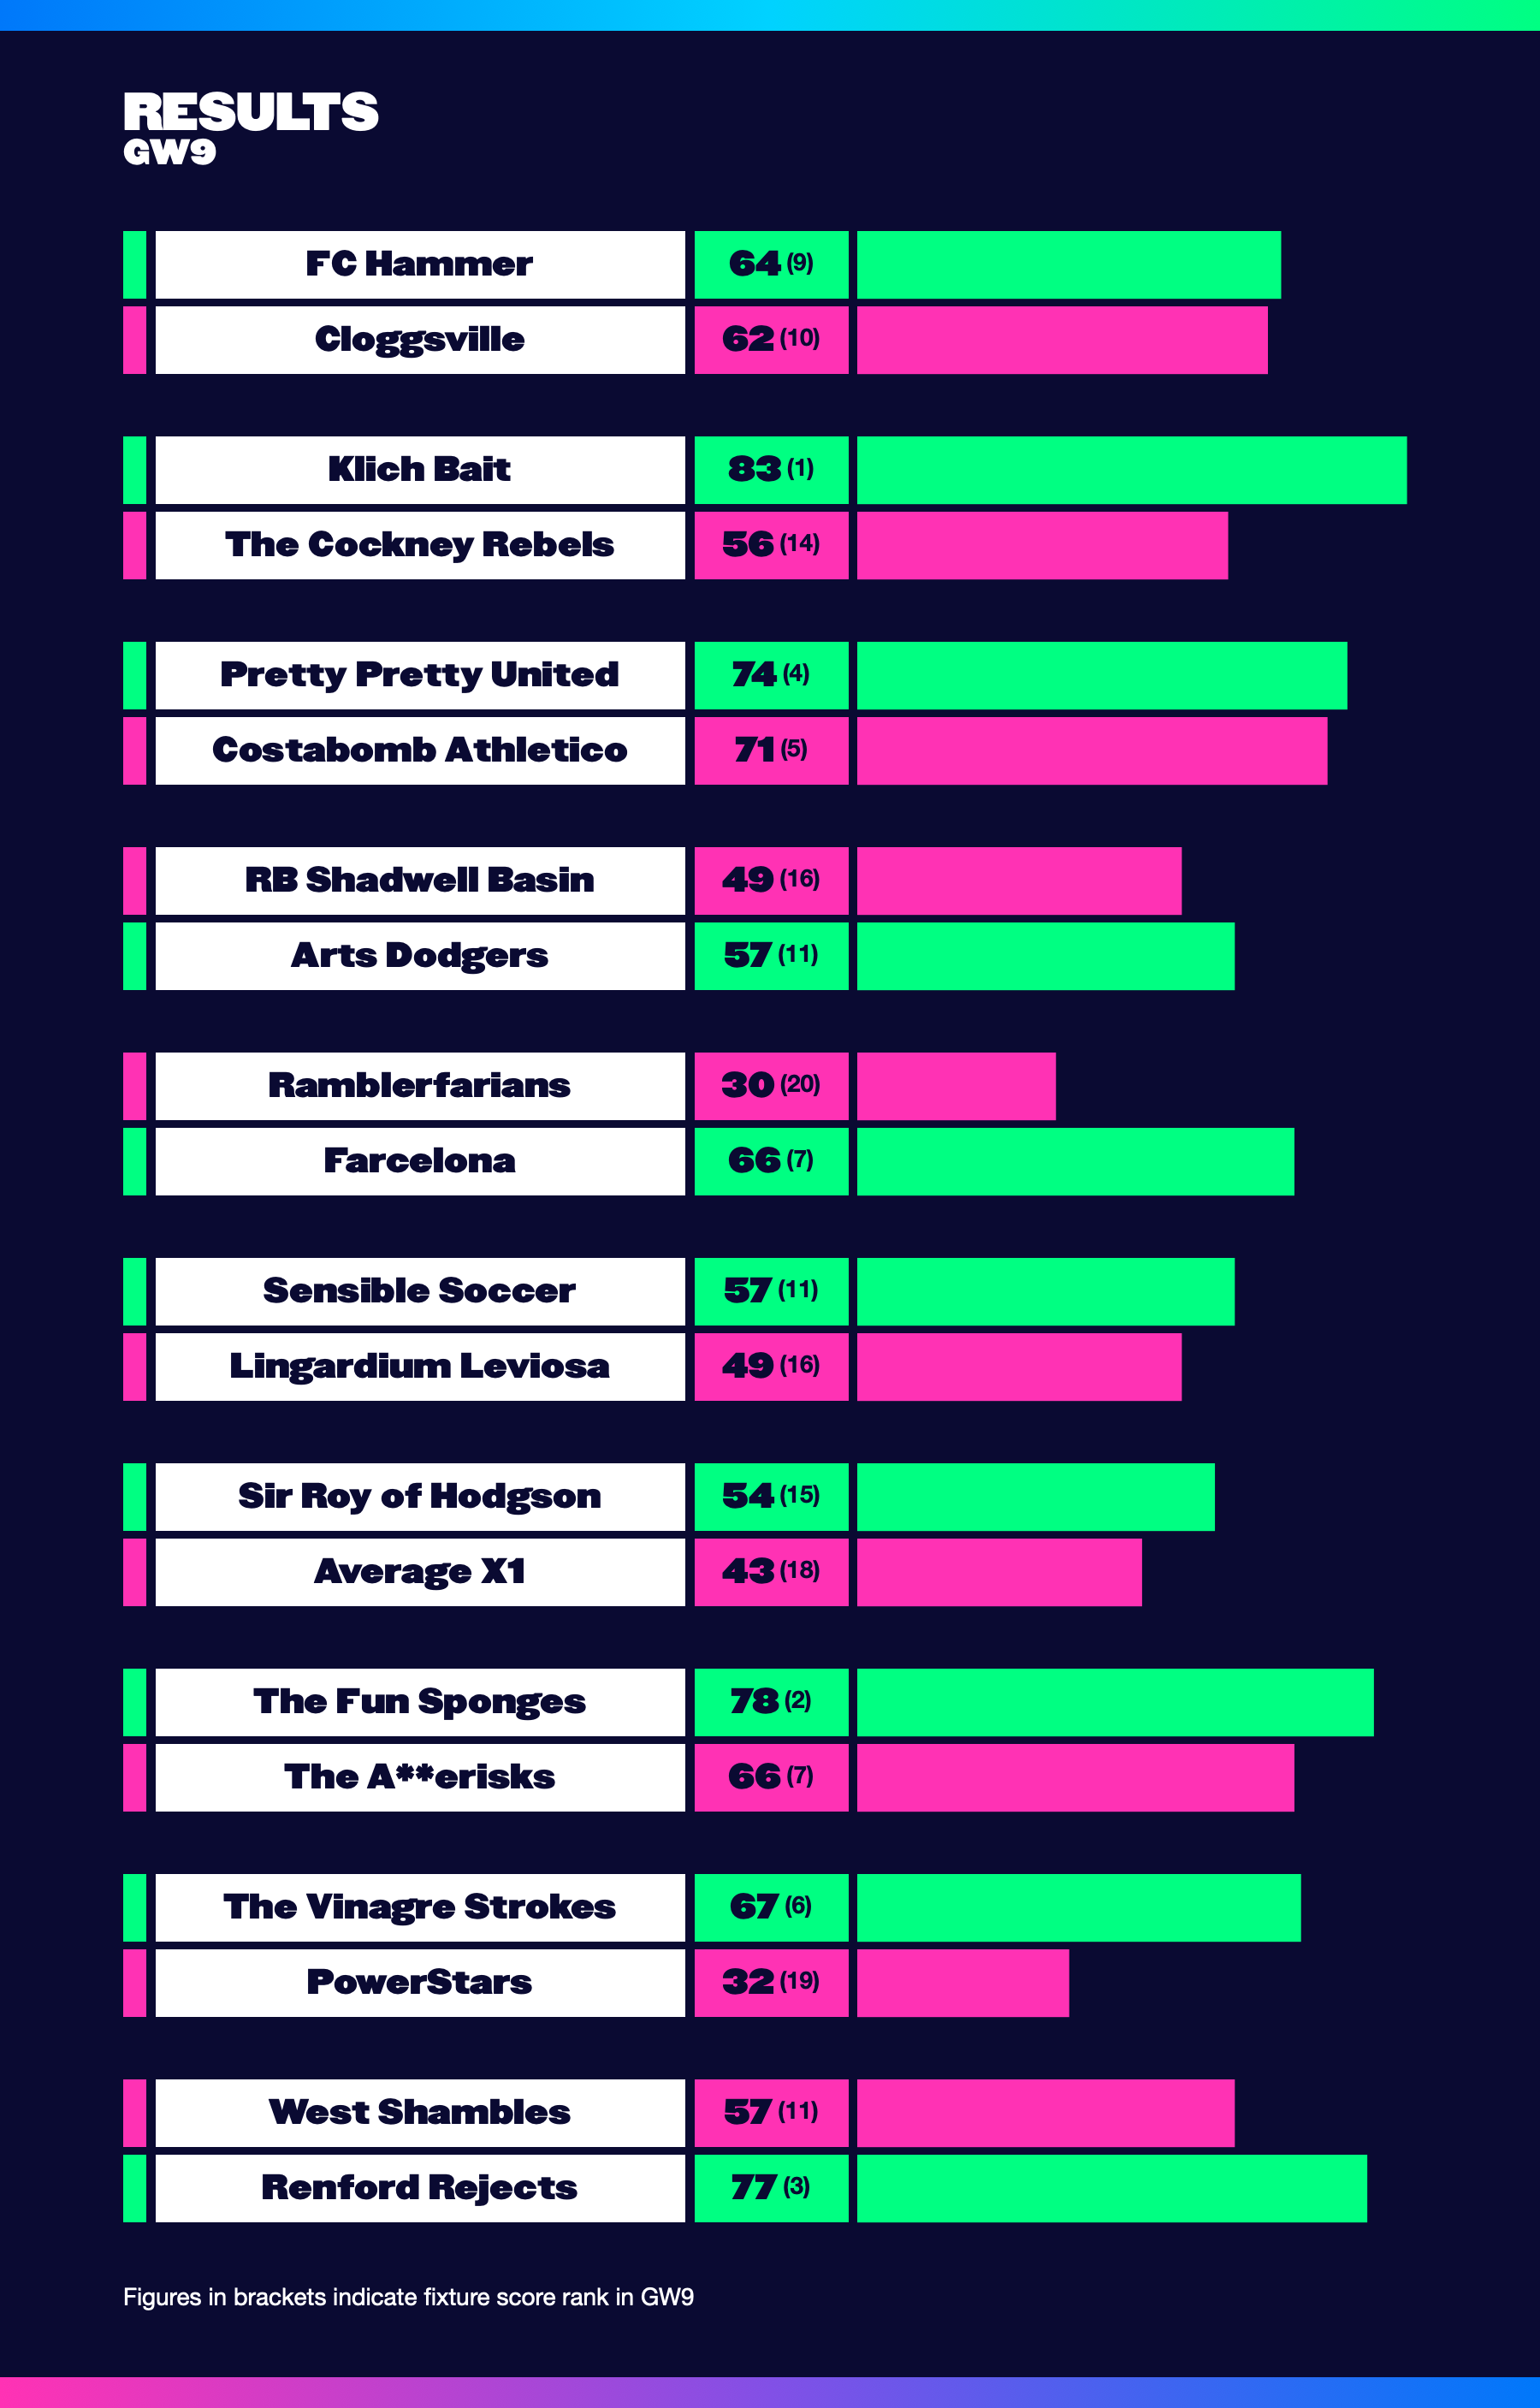 RESULTS
GW9
FC Hammer 64 (9)
Cloggsville 62 (10)
Klich Bait 83 (1)
The Cockney Rebels 56 (14)
Pretty Pretty United 74 (4)
Costabomb Athletico 71 (5)
RB Shadwell Basin 49 (16)
Arts Dodgers 57 (11)
Ramblerfarians 30 (20)
Farcelona 66 (7)
Sensible Soccer 57 (11)
Lingardium Leviosa 49 (16)
Sir Roy of Hodgson 54 (15)
Average X1 43 (18)
The Fun Sponges 78 (2)
The A**erisks 66 (7)
The Vinagre Strokes 67 (6)
PowerStars 32 (19)
West Shambles 57 (11)
Renford Rejects 77 (3)
Figures in brackets indicate fixture score rank in GW9